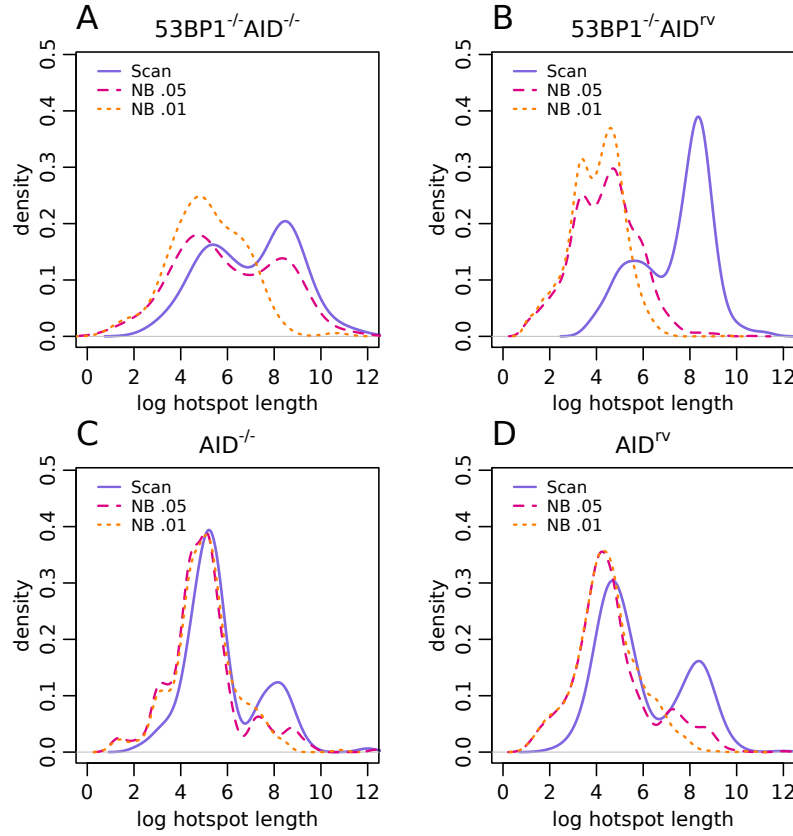 A
53BP1-/-AID-/-
density
0.0 0.1 0.2 0.3 0.4 0.5
Scan
NB .05
NB .01
0 2 4 6 8 10 12
log hotspot length
B
53BP1-/-AIDrv
density
0.0 0.1 0.2 0.3 0.4 0.5
Scan
NB .05
NB .01
0 2 4 6 8 10 12
log hotspot length
C
AID-/-
density
0.0 0.1 0.2 0.3 0.4 0.5
Scan
NB .05
NB .01
0 2 4 6 8 10 12
log hotspot length
D
AIDrv
density
0.0 0.1 0.2 0.3 0.4 0.5
Scan
NB .05
NB .01
0 2 4 6 8 10 12
log hotspot length